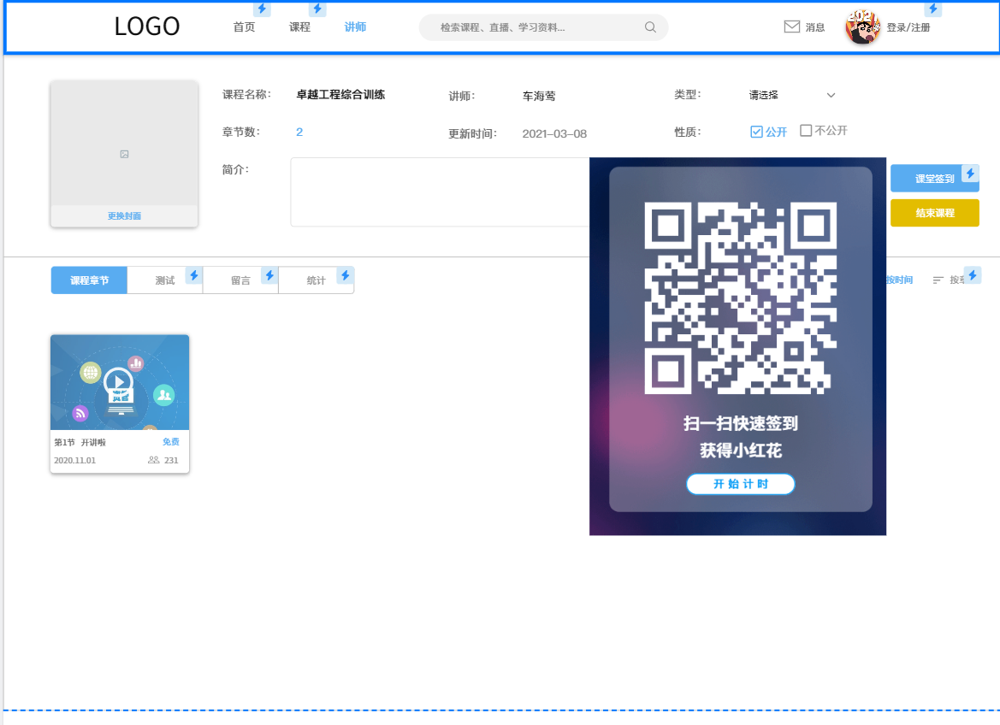 LOGO
首页
课程
讲师
检索课程、直播、学习资料...
消息
登录/注册
课程名称：
卓越工程综合训练
讲师：
车海莺
类型：
请选择
章节数：
2
更新时间：
2021-03-08
性质：
公开
不公开
简介：
更换封面
课堂签到
结束课程
课程章节
测试
留言
统计
按时间
按
扫一扫快速签到
获得小红花
开始计时
第1节 开讲啦
免费
2020.11.01
231